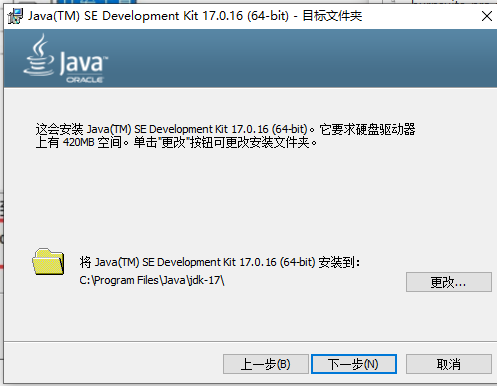 Java(TM) SE Development Kit 17.0.16 (64-bit) - 目标文件夹
Java™
ORACLE
这会安装 Java(TM) SE Development Kit 17.0.16 (64-bit)。它要求硬盘驱动器
上有 420MB 空间。单击"更改"按钮可更改安装文件夹。
将 Java(TM) SE Development Kit 17.0.16 (64-bit) 安装到：
C:\Program Files\Java\jdk-17\
更改...
上一步(B)
下一步(N)
取消